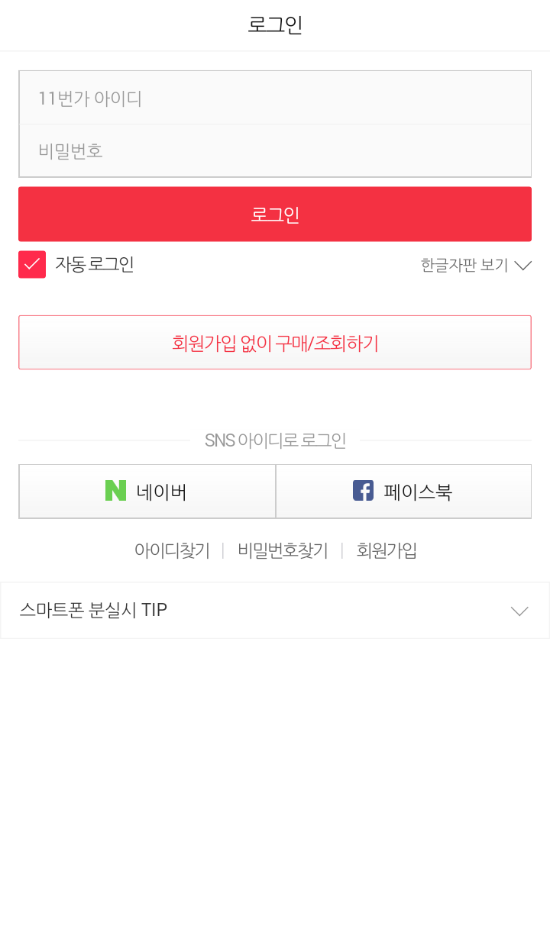 로그인
11번가 아이디
비밀번호
로그인
자동 로그인 한글자판 보기
회원가입 없이 구매/조회하기
SNS 아이디로 로그인
네이버 페이스북
아이디찾기 비밀번호찾기 회원가입
스마트폰 분실시 TIP